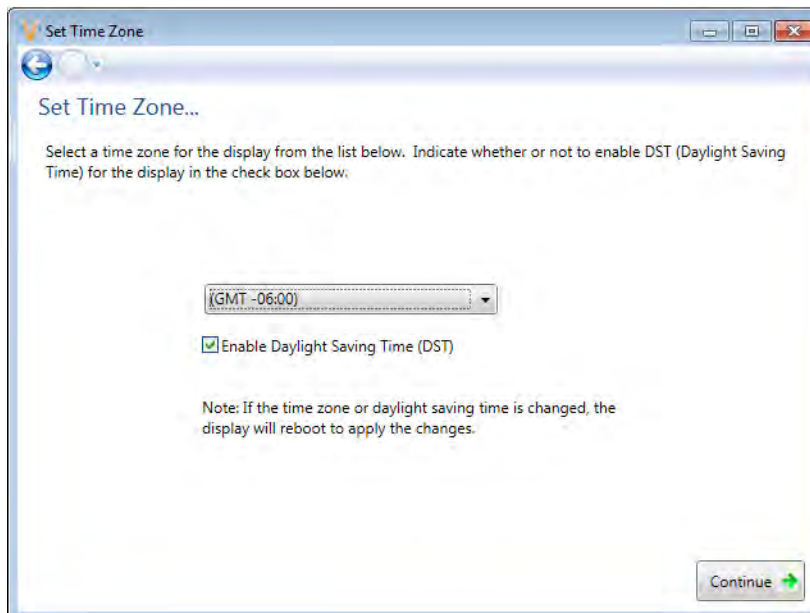 Set Time Zone
Set Time Zone...
Select a time zone for the display from the list below.  Indicate whether or not to enable DST (Daylight Saving
Time) for the display in the check box below.
(GMT -06:00)
Enable Daylight Saving Time (DST)
Note: If the time zone or daylight saving time is changed, the
display will reboot to apply the changes.
Continue